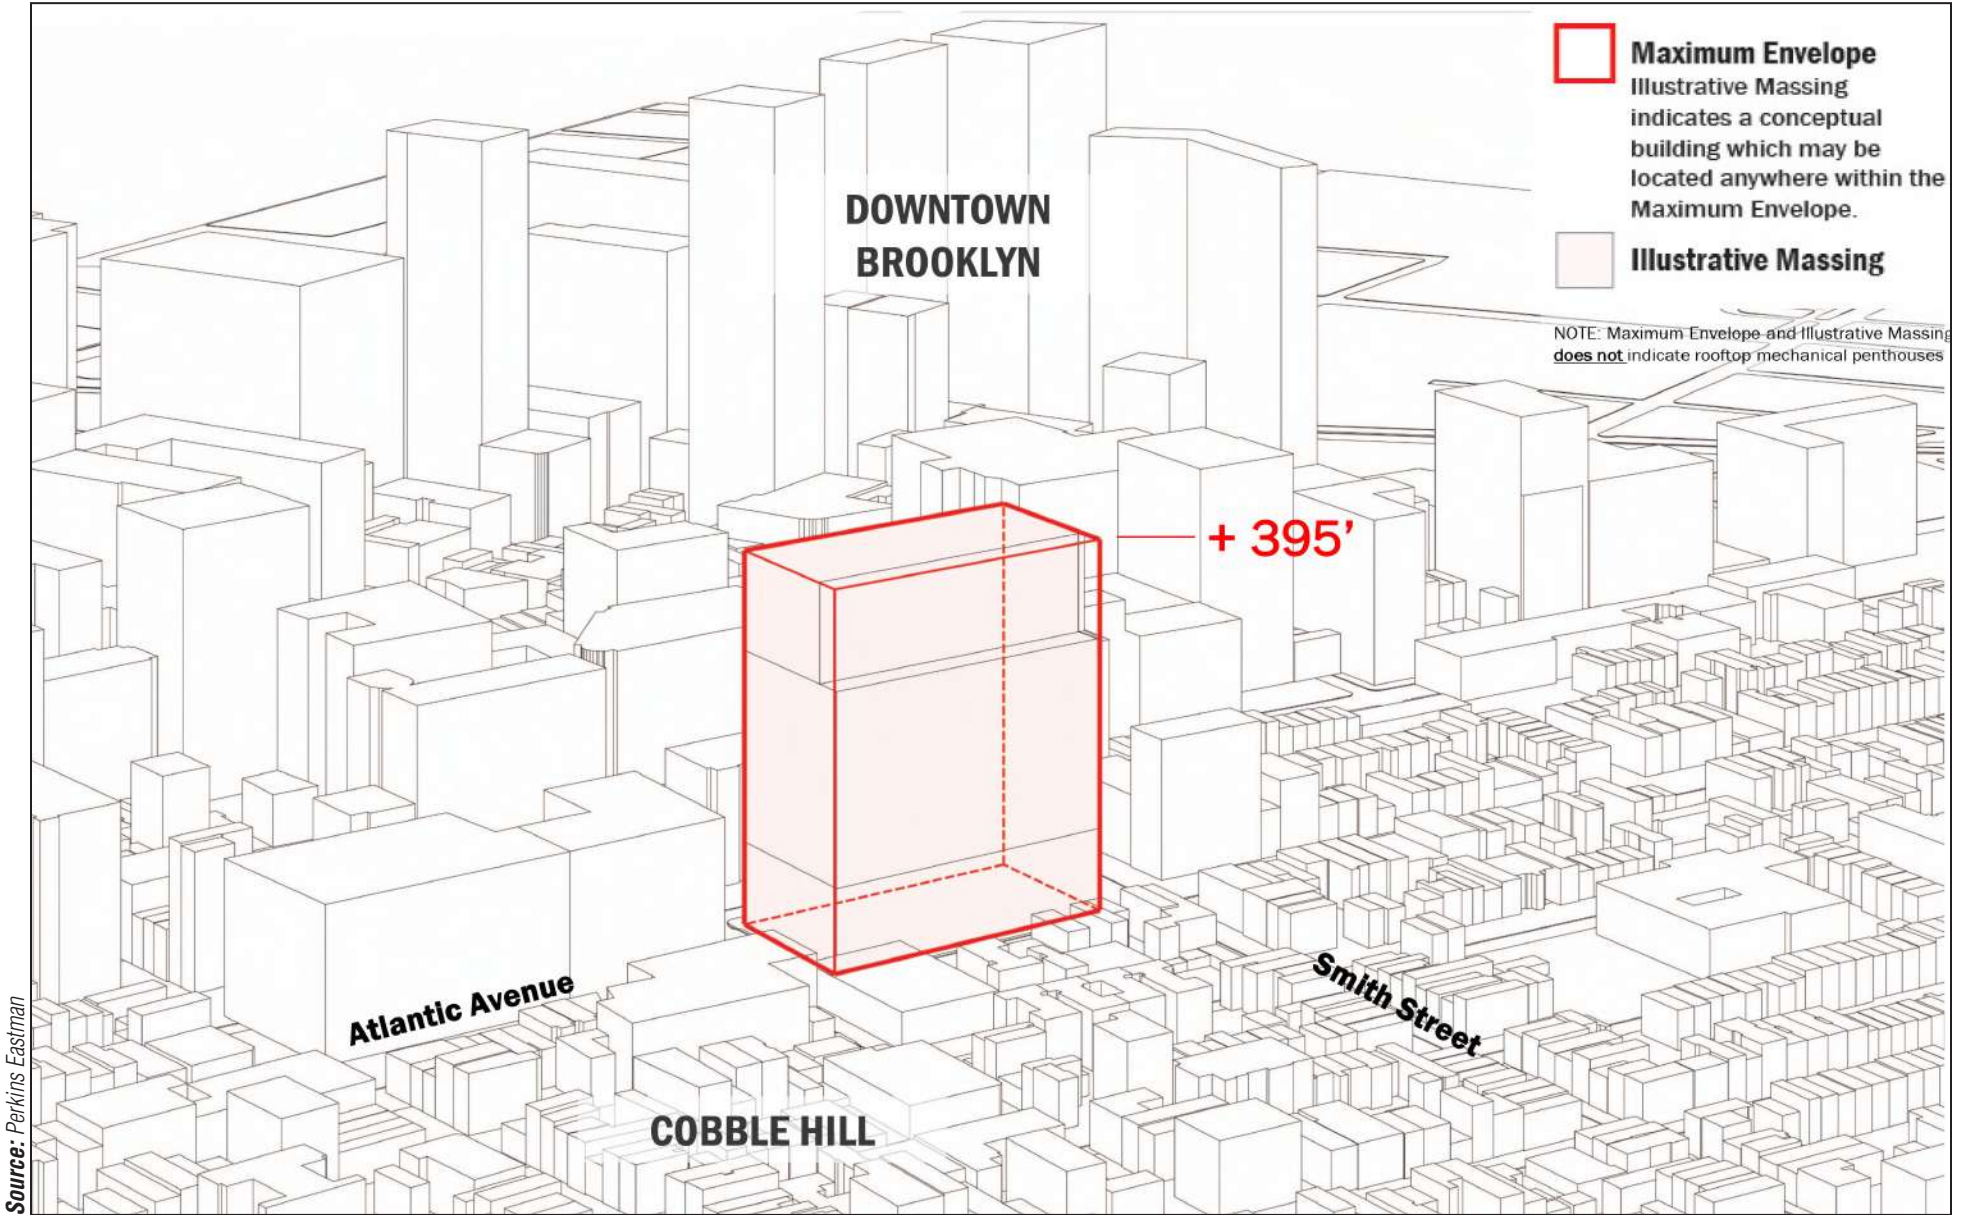 Maximum Envelope
Illustrative Massing
indicates a conceptual
building which may be
located anywhere within the
Maximum Envelope.
Illustrative Massing
NOTE: Maximum Envelope and Illustrative Massing
does not indicate rooftop mechanical penthouses
DOWNTOWN
BROOKLYN
+ 395’
Atlantic Avenue
Smith Street
COBBLE HILL
Source: Perkins Eastman